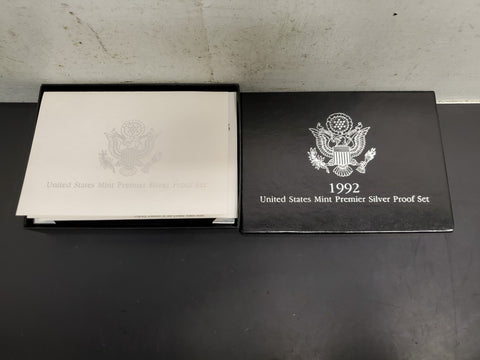 United States Mint Premier Silver Proof Set
1992
United States Mint Premier Silver Proof Set